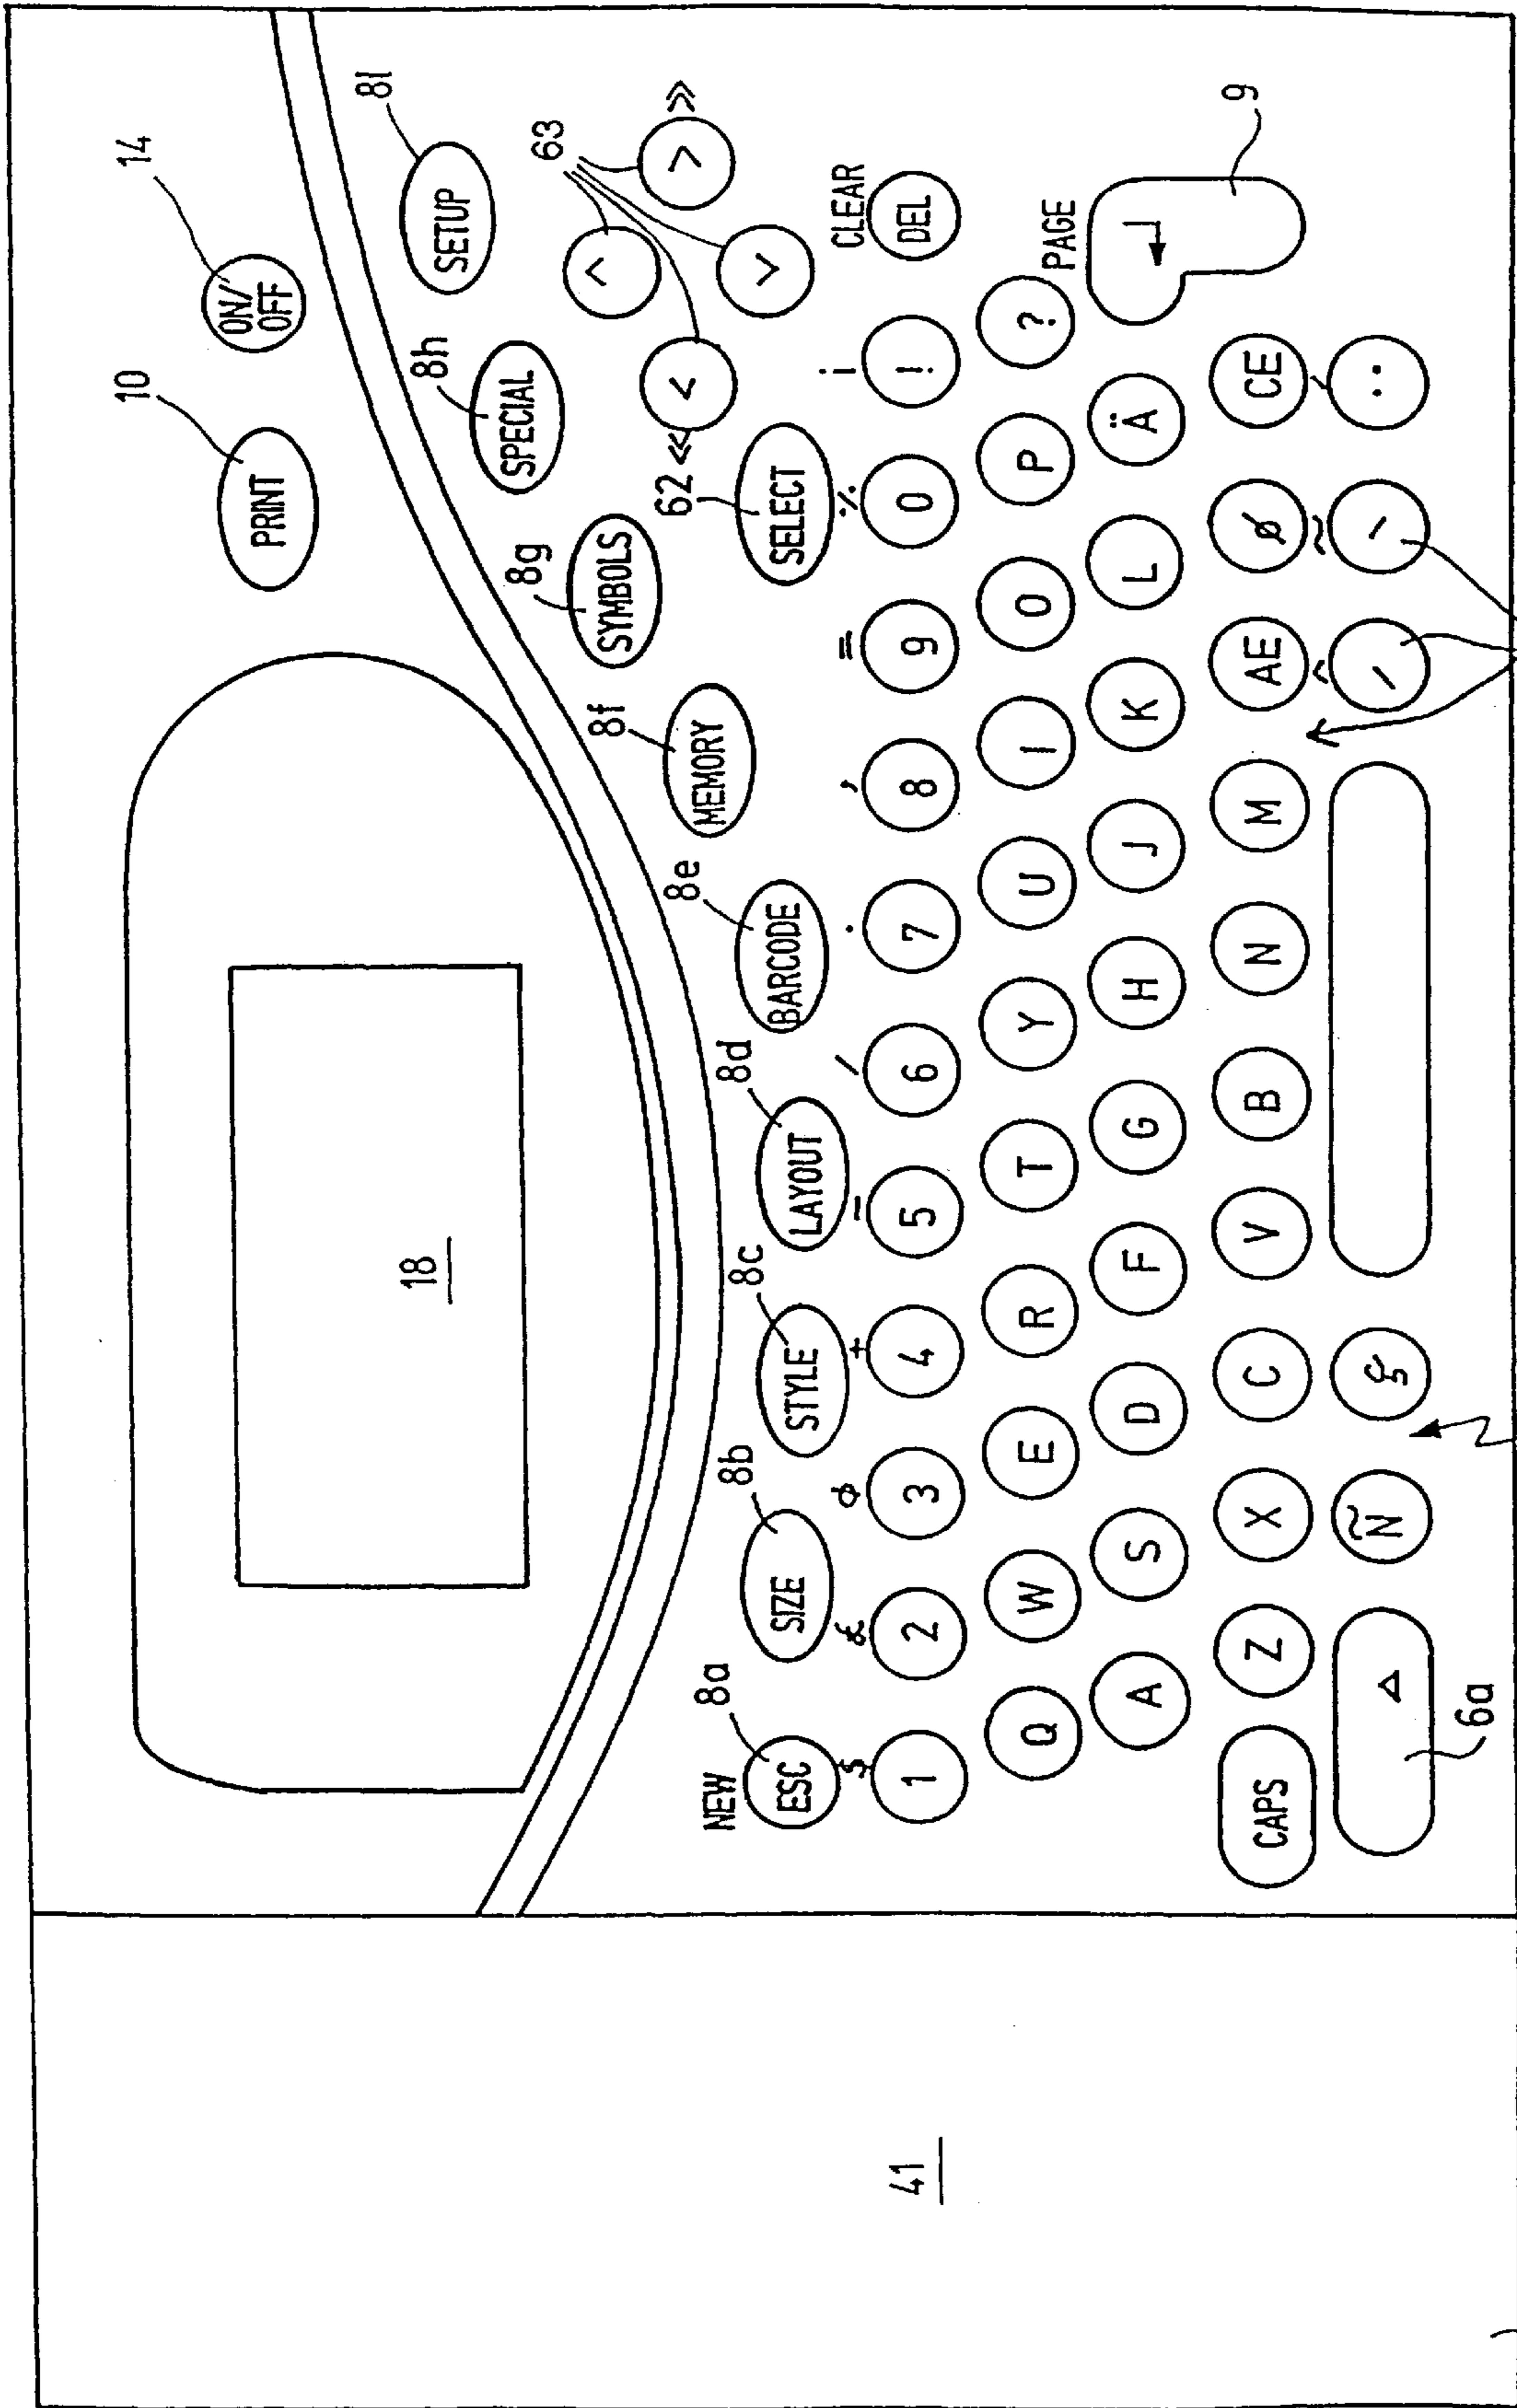 10
14
PRINT
ON/
OFF
18
8a
8b
8c
8d
8e
8f
8g
8h
8i
NEW
ESC
SIZE
STYLE
LAYOUT
BARCODE
MEMORY
SYMBOLS
SPECIAL
SETUP
62
63
SELECT
« < ^ v > »
CLEAR
$ £ ¢ + = / . , = % ¡
1 2 3 4 5 6 7 8 9 0 ! DEL
Q W E R T Y U I O P ?
PAGE
A S D F G H J K L Ä ↵
9
CAPS Z X C V B N M AE Ø CE
Ñ
6a
41